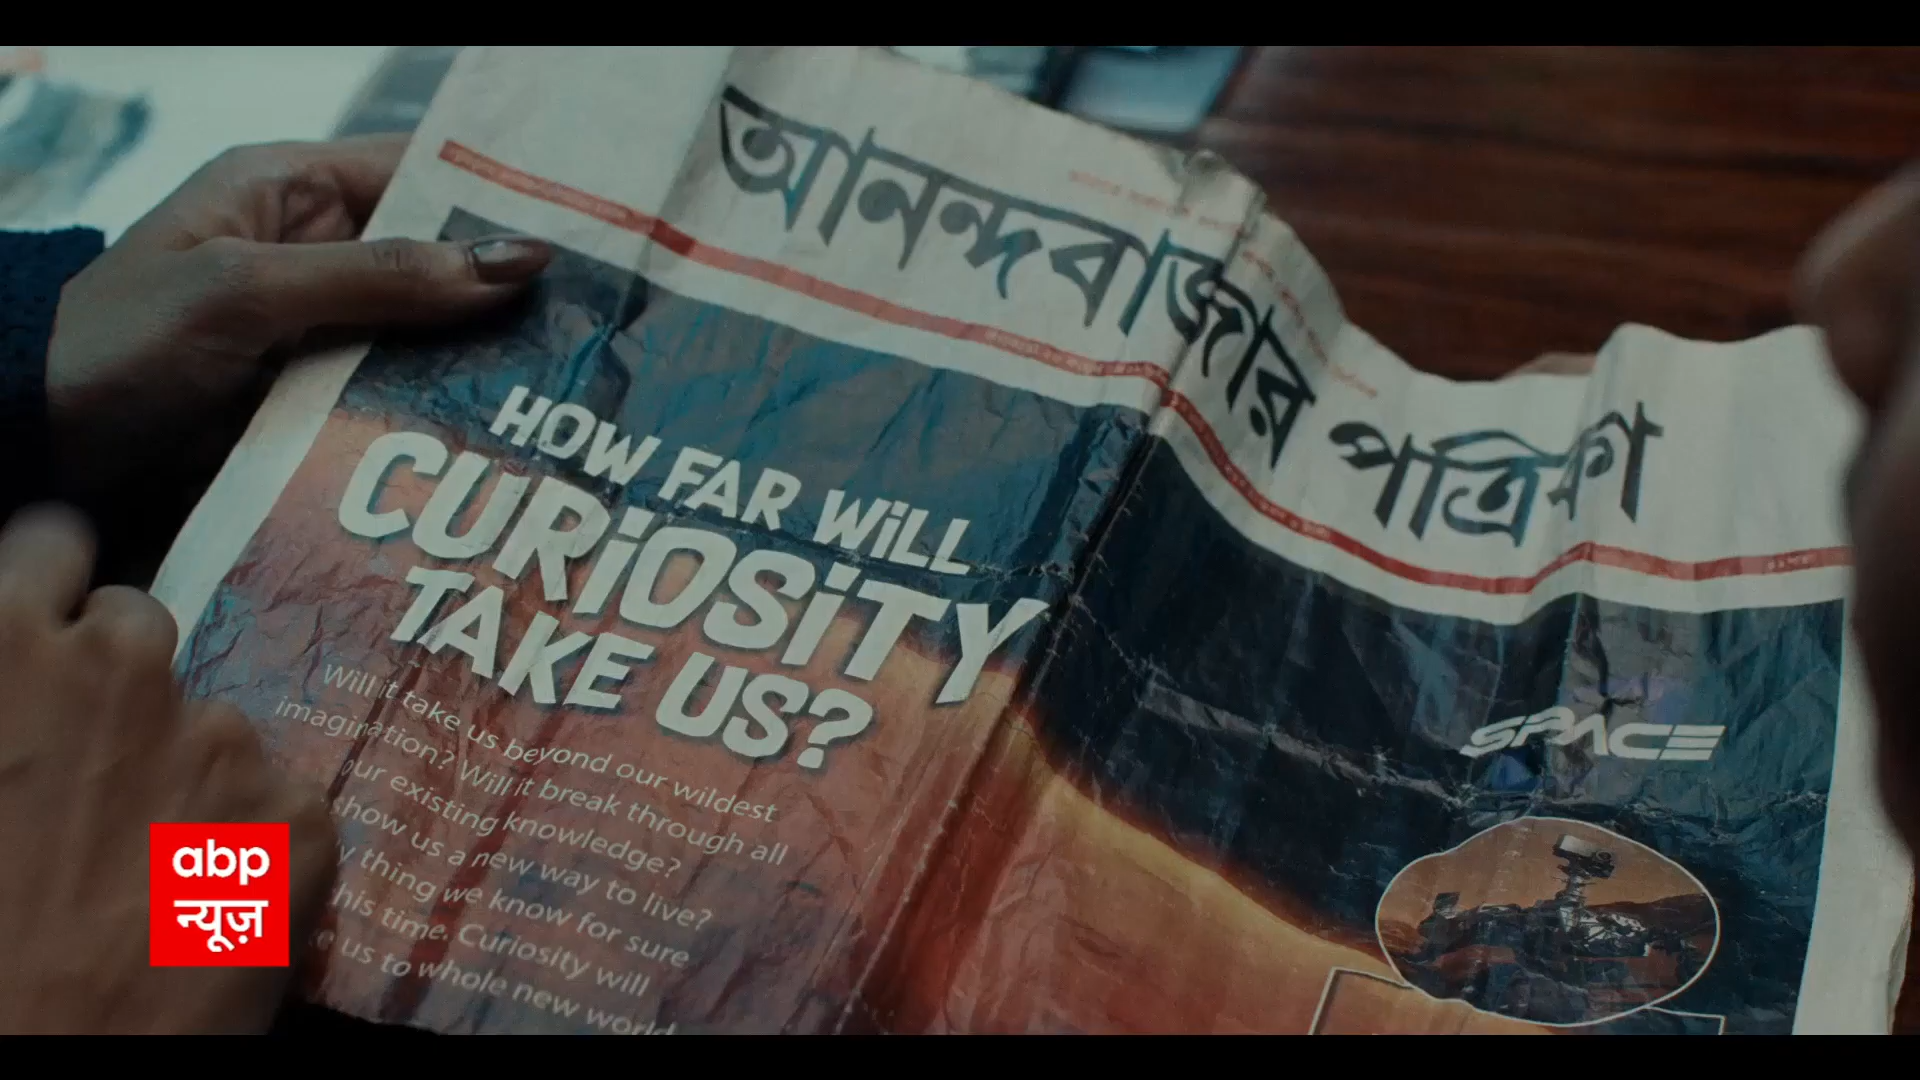 আনন্দবাজার পত্রিকা
HOW FAR WiLL
CURiOSiTY
TAKE US?
Will it take us beyond our wildest
imagination? Will it break through all
our existing knowledge?
show us a new way to live?
thing we know for sure
his time. Curiosity will
us to whole new world
SPACE
abp
न्यूज़